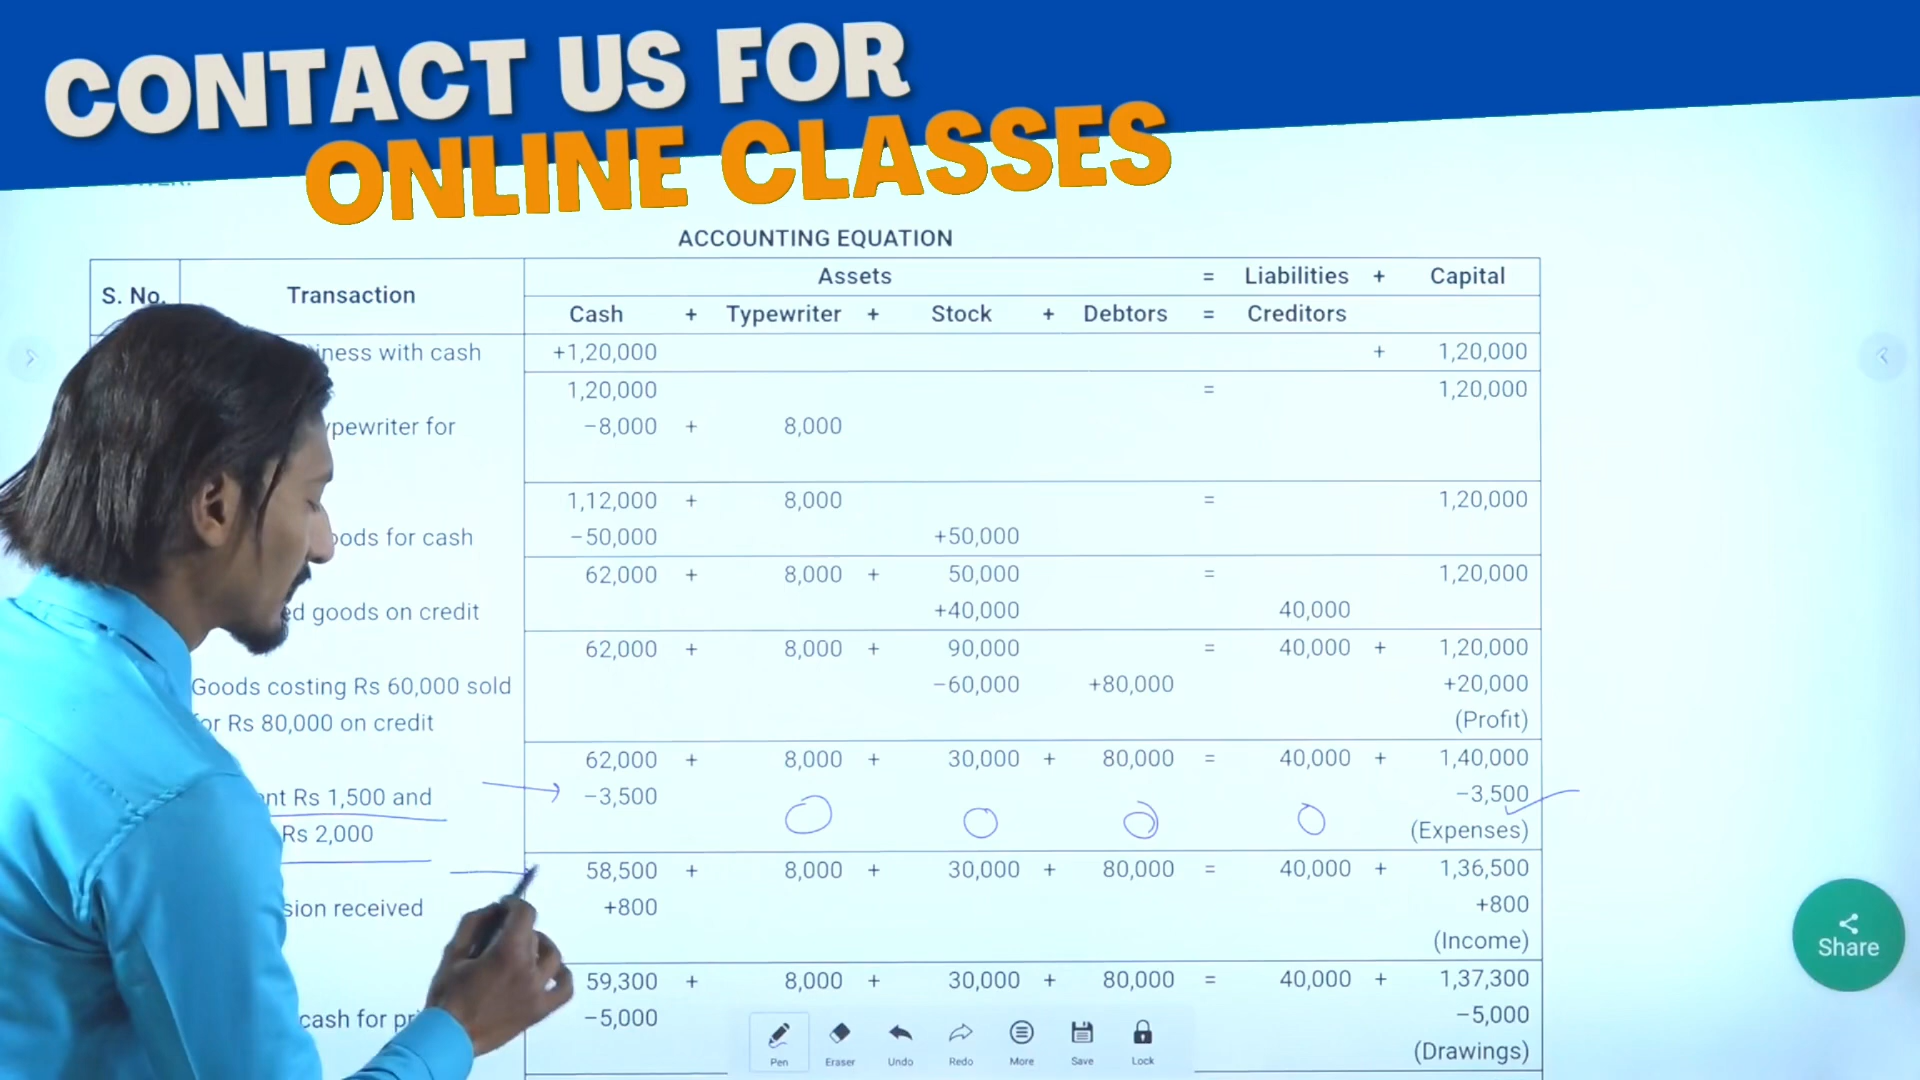 CONTACT US FOR
ONLINE CLASSES
ACCOUNTING EQUATION
S. No. Transaction Assets = Liabilities + Capital
Cash + Typewriter + Stock + Debtors = Creditors
with cash +1,20,000 + 1,20,000
1,20,000 = 1,20,000
for −8,000 + 8,000
1,12,000 + 8,000 = 1,20,000
for cash −50,000 +50,000
62,000 + 8,000 + 50,000 = 1,20,000
goods on credit +40,000 40,000
62,000 + 8,000 + 90,000 = 40,000 + 1,20,000
Goods costing Rs 60,000 sold −60,000 +80,000 +20,000
for Rs 80,000 on credit (Profit)
62,000 + 8,000 + 30,000 + 80,000 = 40,000 + 1,40,000
Rs 1,500 and −3,500 −3,500
Rs 2,000 (Expenses)
58,500 + 8,000 + 30,000 + 80,000 = 40,000 + 1,36,500
received +800 +800
(Income)
59,300 + 8,000 + 30,000 + 80,000 = 40,000 + 1,37,300
cash for −5,000 −5,000
(Drawings)
Share
Pen Eraser Undo Redo More Save Lock